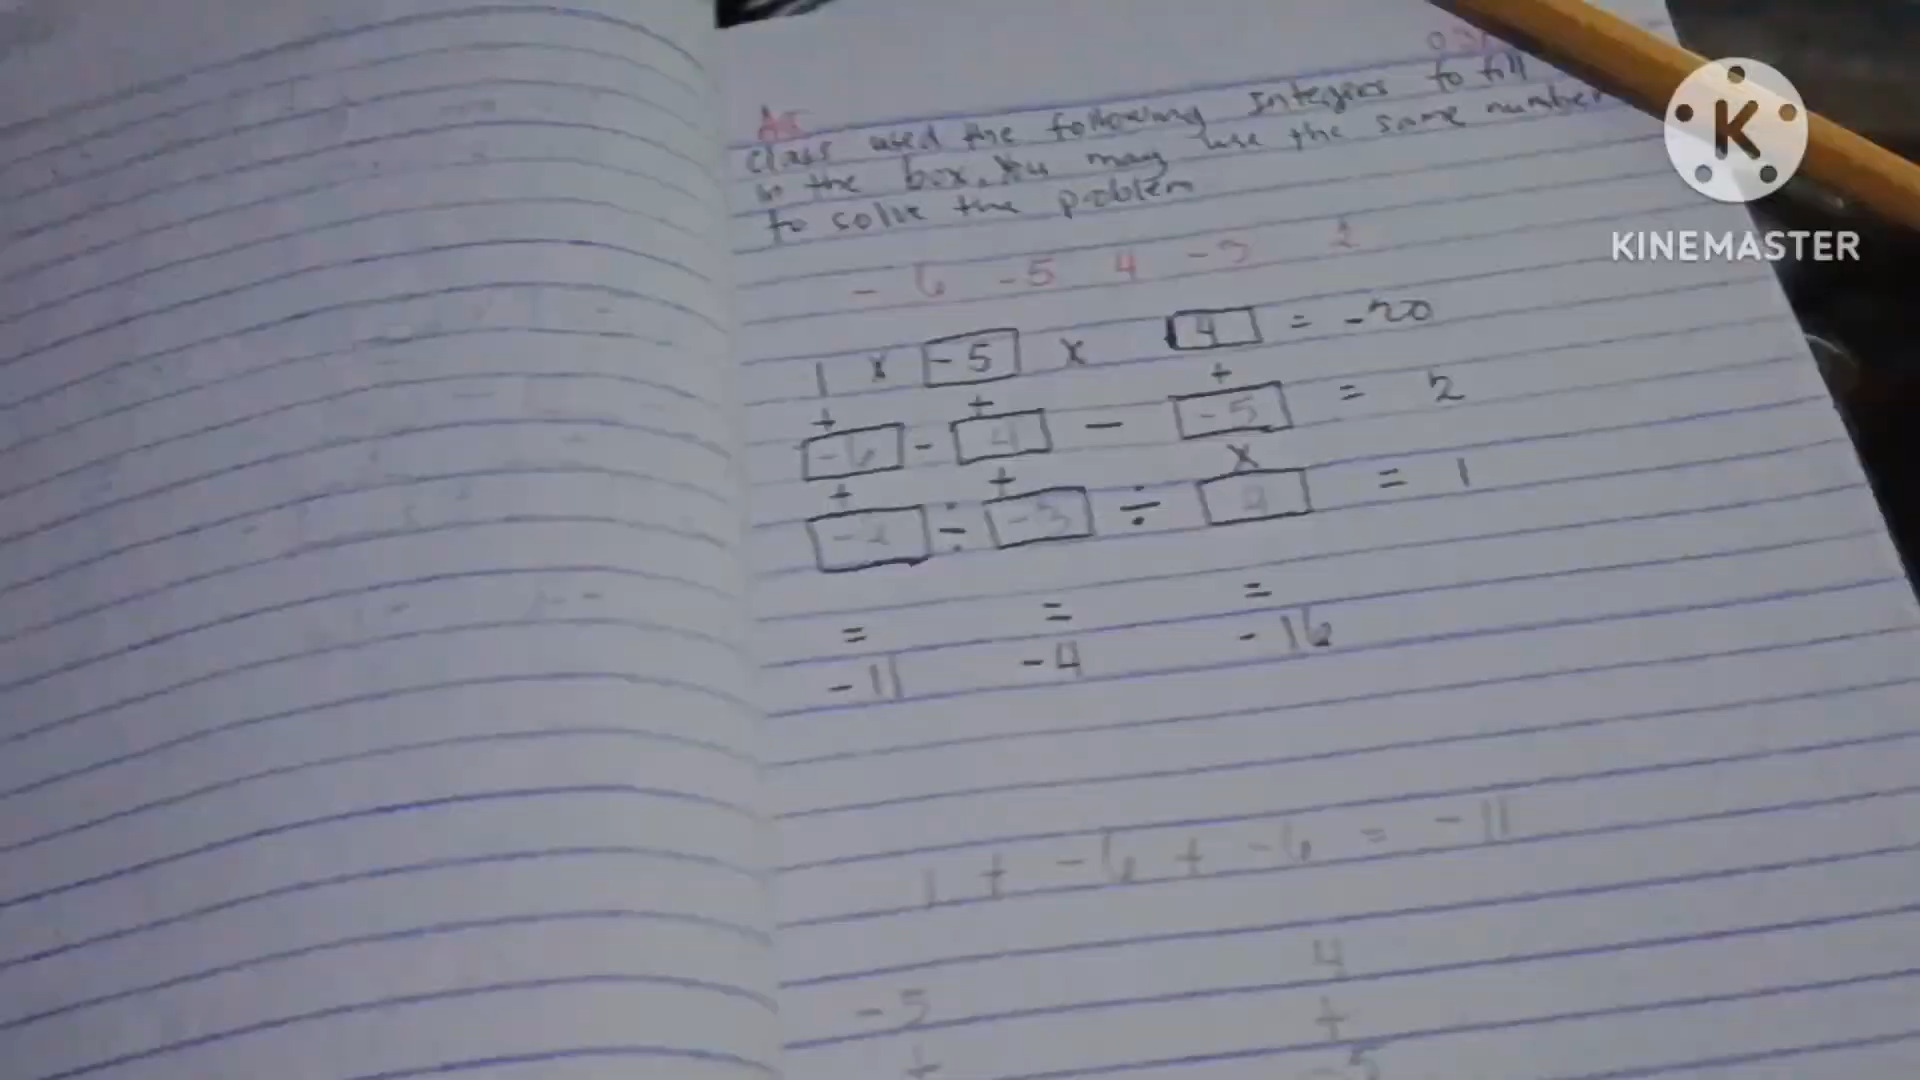 class used the following Integers to fill
in the box. You may use the same number
to solve the problem
- 6 -5 4 -3 2
1 x -5 x 4 = -20
+ + +
-6 - 4 - -5 = 2
+ + x
÷ -3 ÷ = 1
= = =
-11 -4 -16
1 + -6 + -6 = -11
4
-5 +
+ -5
K
KINEMASTER